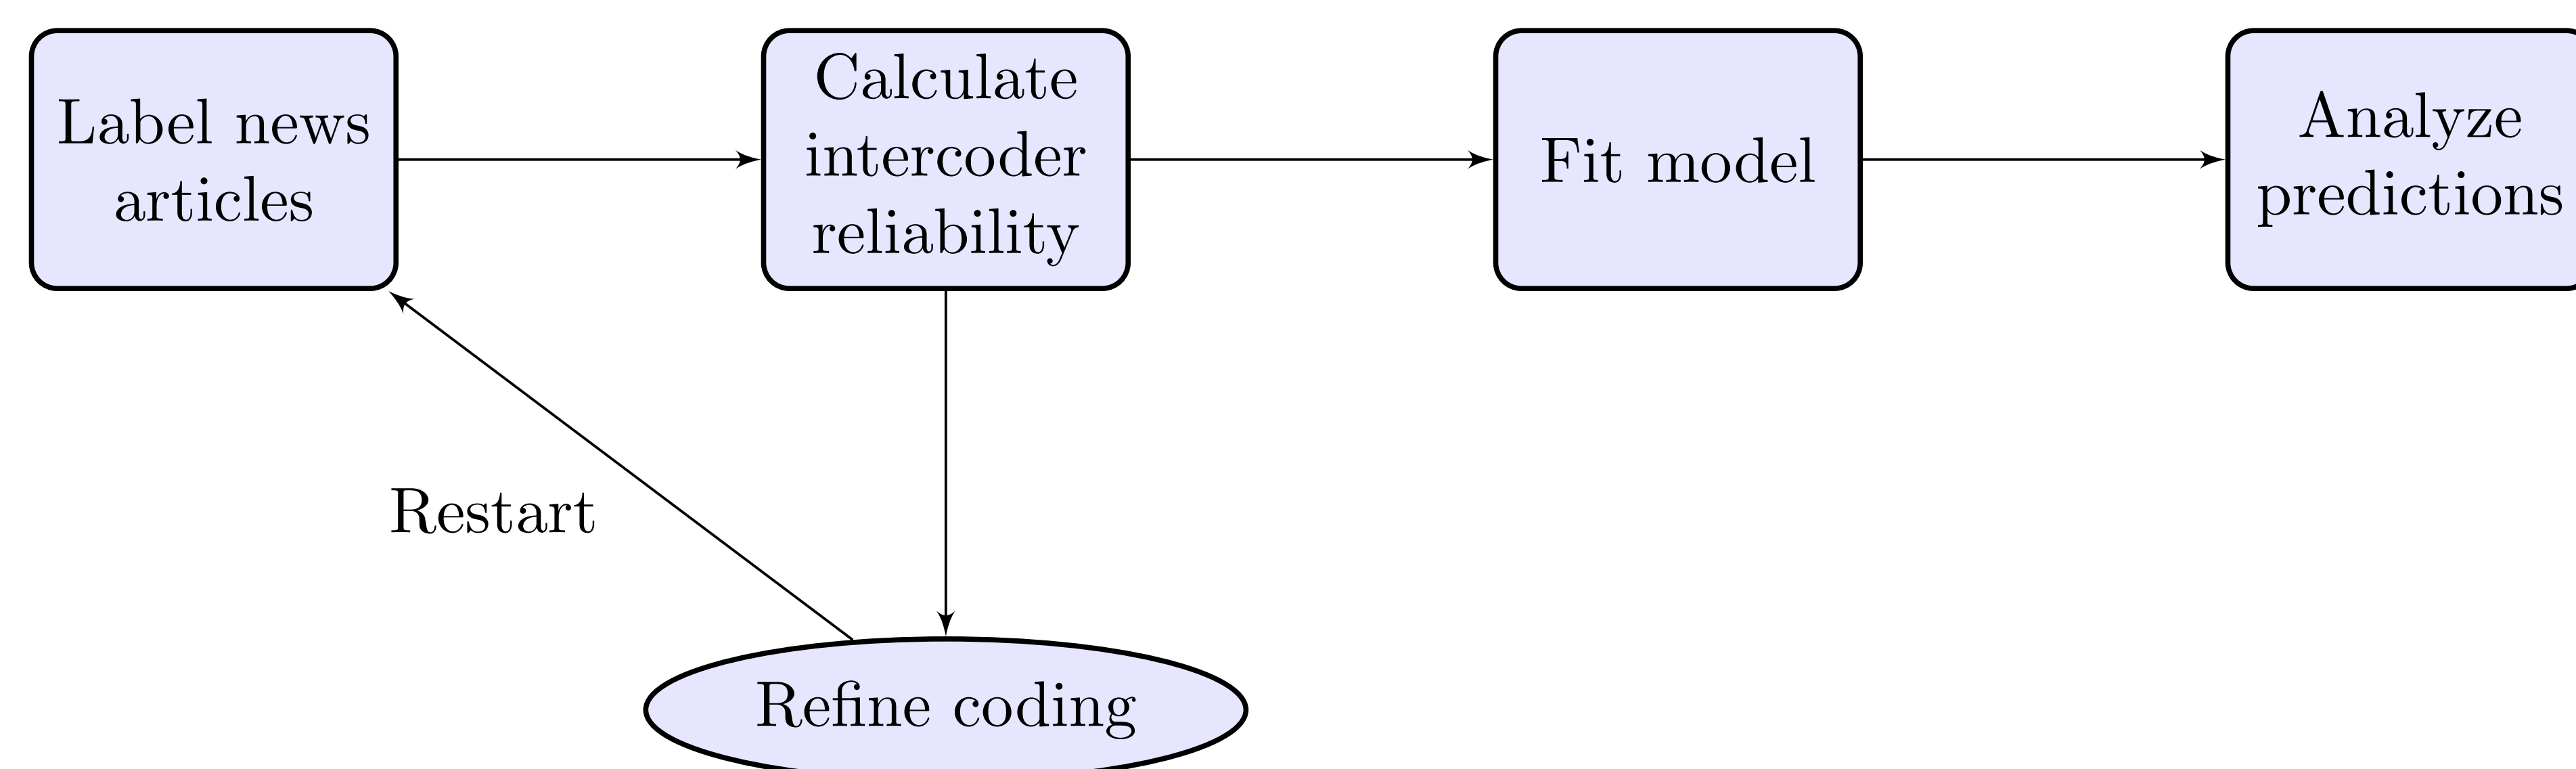 Label news
articles
Calculate
intercoder
reliability
Fit model
Analyze
predictions
Restart
Refine coding